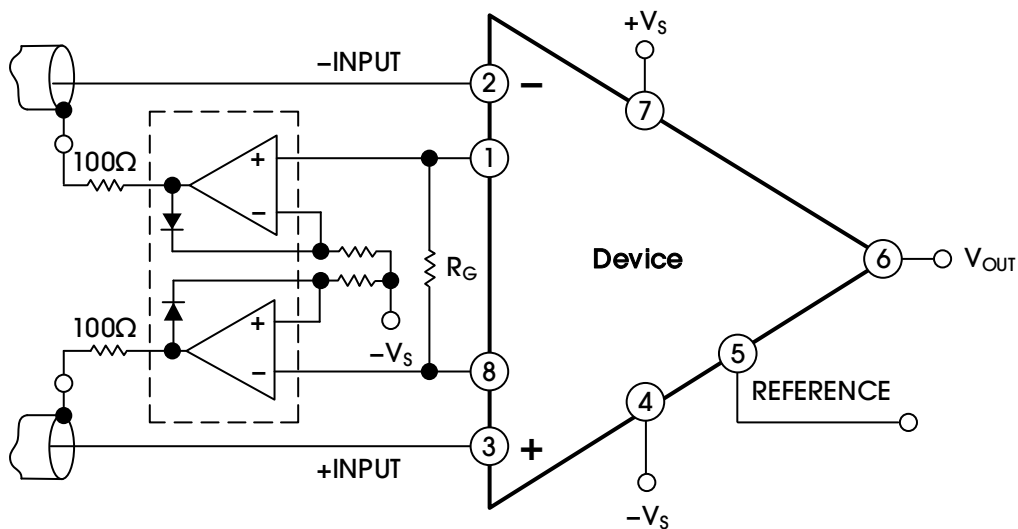 +VS
−INPUT
2
−
7
100Ω
+
1
−
RG
Device
6
VOUT
100Ω
+
−VS
5
−
8
4
REFERENCE
3
+
+INPUT
−VS